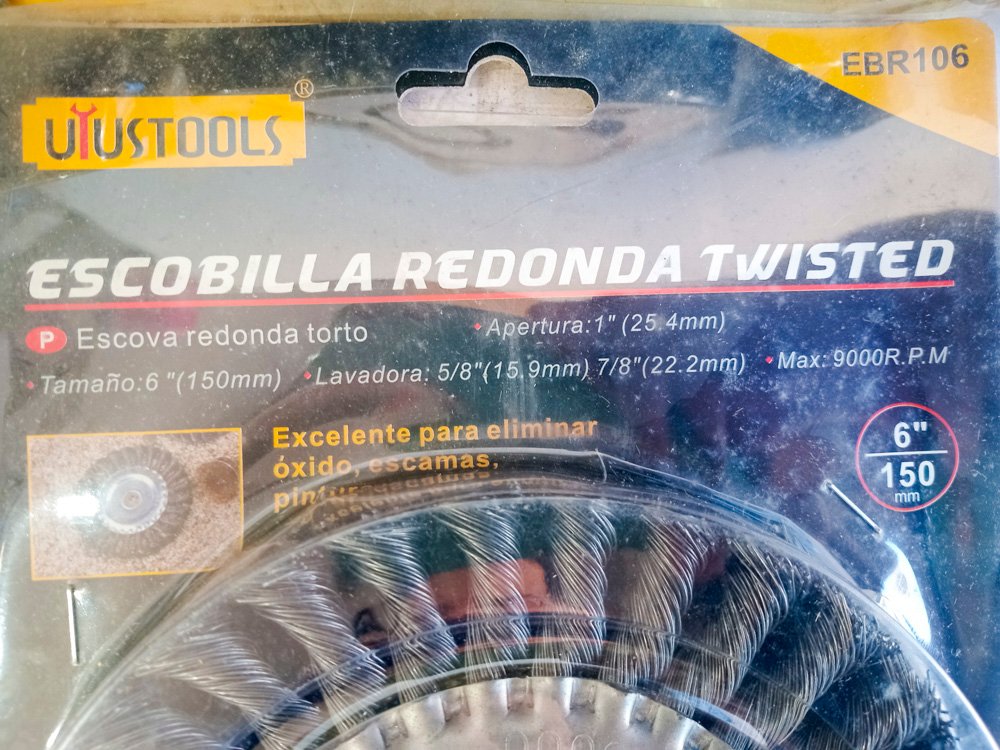 EBR106
UYUSTOOLS®
ESCOBILLA REDONDA TWISTED
P Escova redonda torto
•Apertura:1" (25.4mm)
•Tamaño:6 "(150mm) •Lavadora: 5/8"(15.9mm) 7/8"(22.2mm) •Max: 9000R.P.M
Excelente para eliminar
óxido, escamas,
6"
150
mm